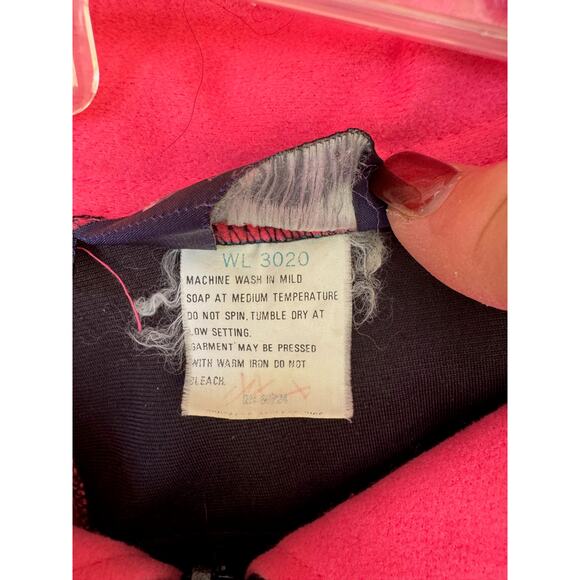 WL 3020
MACHINE WASH IN MILD
SOAP AT MEDIUM TEMPERATURE
DO NOT SPIN, TUMBLE DRY AT
LOW SETTING.
GARMENT MAY BE PRESSED
WITH WARM IRON DO NOT
BLEACH.